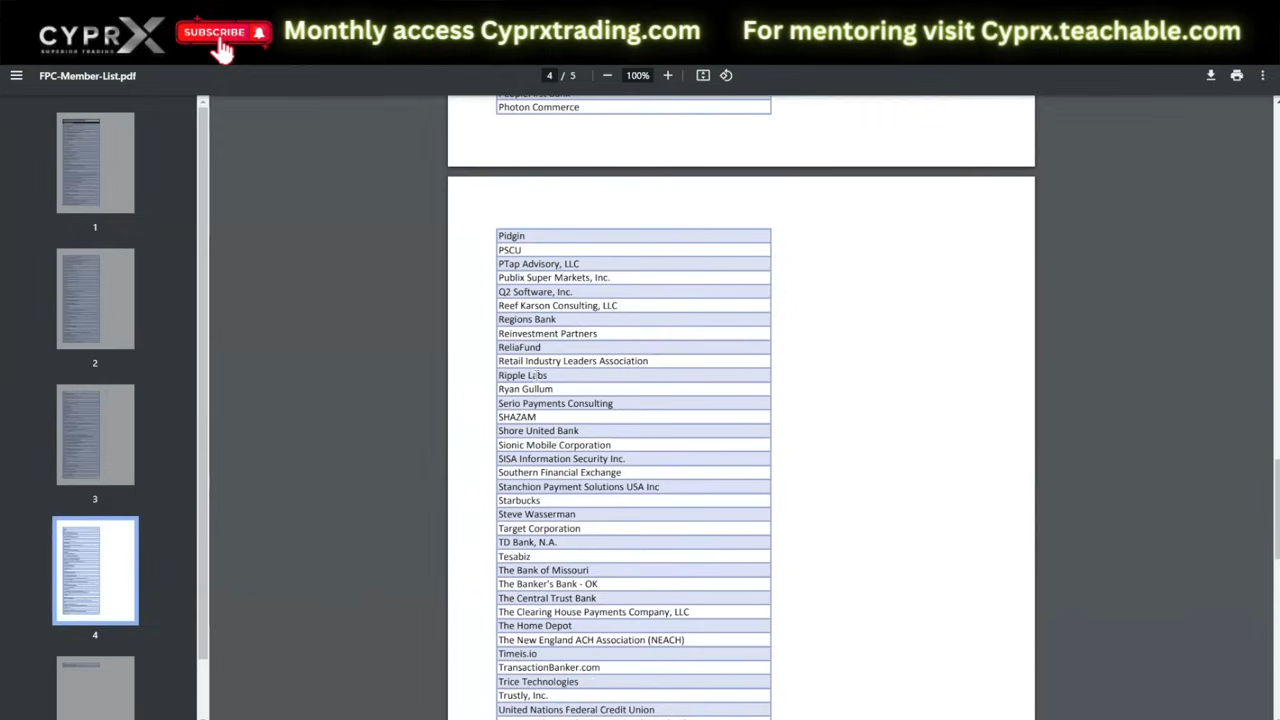 CYPRX
SUPERIOR TRADING
SUBSCRIBE
Monthly access Cyprxtrading.com
For mentoring visit Cyprx.teachable.com
FPC-Member-List.pdf
4 / 5
100%
1
2
3
4
Photon Commerce
Pidgin
PSCU
PTap Advisory, LLC
Publix Super Markets, Inc.
Q2 Software, Inc.
Reef Karson Consulting, LLC
Regions Bank
Reinvestment Partners
ReliaFund
Retail Industry Leaders Association
Ripple Labs
Ryan Gullum
Serio Payments Consulting
SHAZAM
Shore United Bank
Sionic Mobile Corporation
SISA Information Security Inc.
Southern Financial Exchange
Stanchion Payment Solutions USA Inc
Starbucks
Steve Wasserman
Target Corporation
TD Bank, N.A.
Tesabiz
The Bank of Missouri
The Banker's Bank - OK
The Central Trust Bank
The Clearing House Payments Company, LLC
The Home Depot
The New England ACH Association (NEACH)
Timeis.io
TransactionBanker.com
Trice Technologies
Trustly, Inc.
United Nations Federal Credit Union